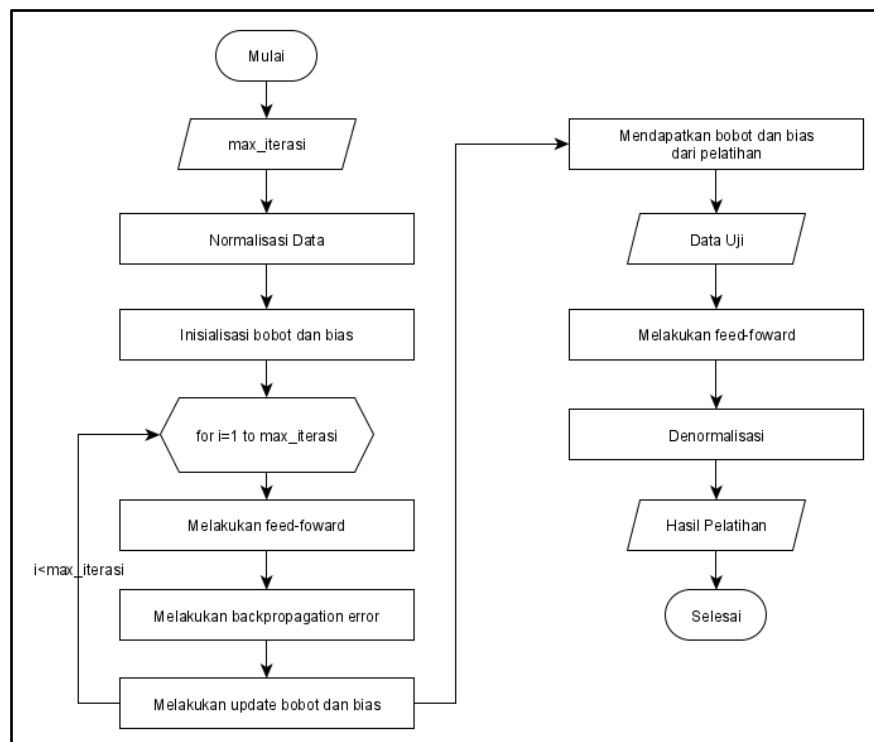 Mulai
max_iterasi
Normalisasi Data
Inisialisasi bobot dan bias
for i=1 to max_iterasi
Melakukan feed-foward
i<max_iterasi
Melakukan backpropagation error
Melakukan update bobot dan bias
Mendapatkan bobot dan bias
dari pelatihan
Data Uji
Melakukan feed-foward
Denormalisasi
Hasil Pelatihan
Selesai